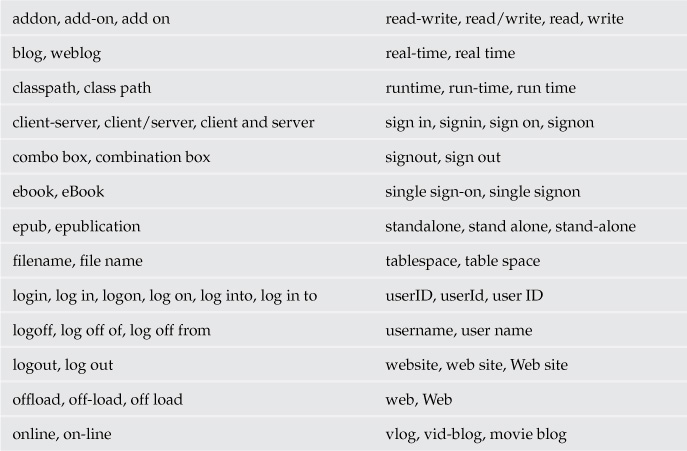 addon, add-on, add on
blog, weblog
classpath, class path
client-server, client/server, client and server
combo box, combination box
ebook, eBook
epub, epublication
filename, file name
login, log in, logon, log on, log into, log in to
logoff, log off of, log off from
logout, log out
offload, off-load, off load
online, on-line
read-write, read/write, read, write
real-time, real time
runtime, run-time, run time
sign in, signin, sign on, signon
signout, sign out
single sign-on, single signon
standalone, stand alone, stand-alone
tablespace, table space
userID, userId, user ID
username, user name
website, web site, Web site
web, Web
vlog, vid-blog, movie blog